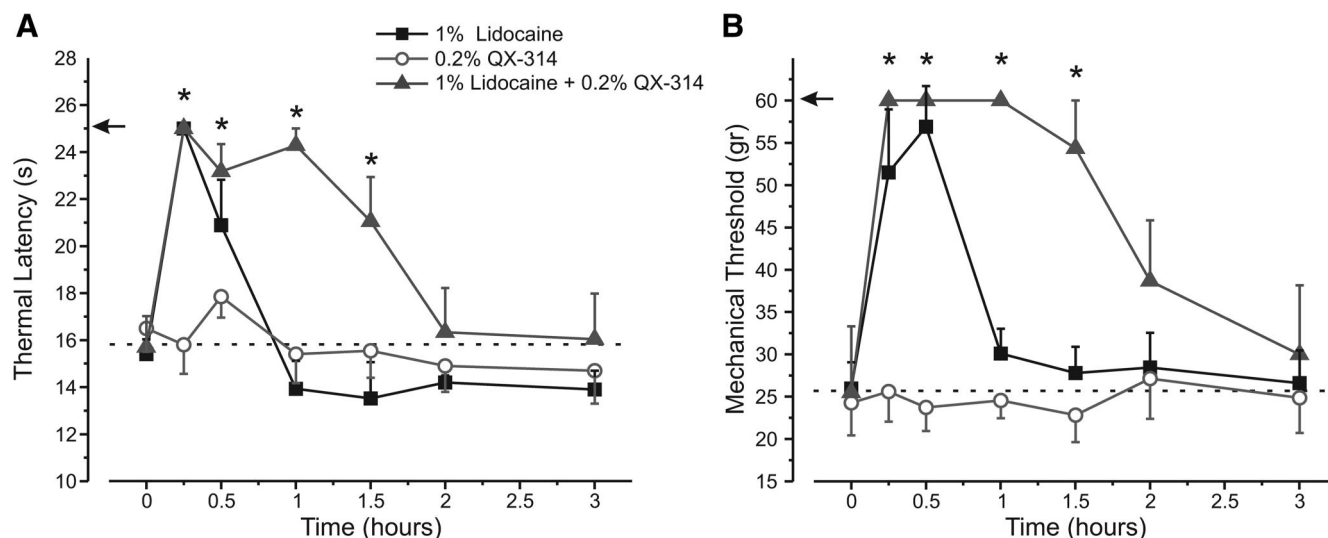 A
1% Lidocaine
0.2% QX-314
1% Lidocaine + 0.2% QX-314
28
26
24
22
20
18
16
14
12
10
Thermal Latency (s)
* * * *
0 0.5 1 1.5 2 2.5 3
Time (hours)
B
60
55
50
45
40
35
30
25
20
15
Mechanical Threshold (gr)
* * * *
0 0.5 1 1.5 2 2.5 3
Time (hours)